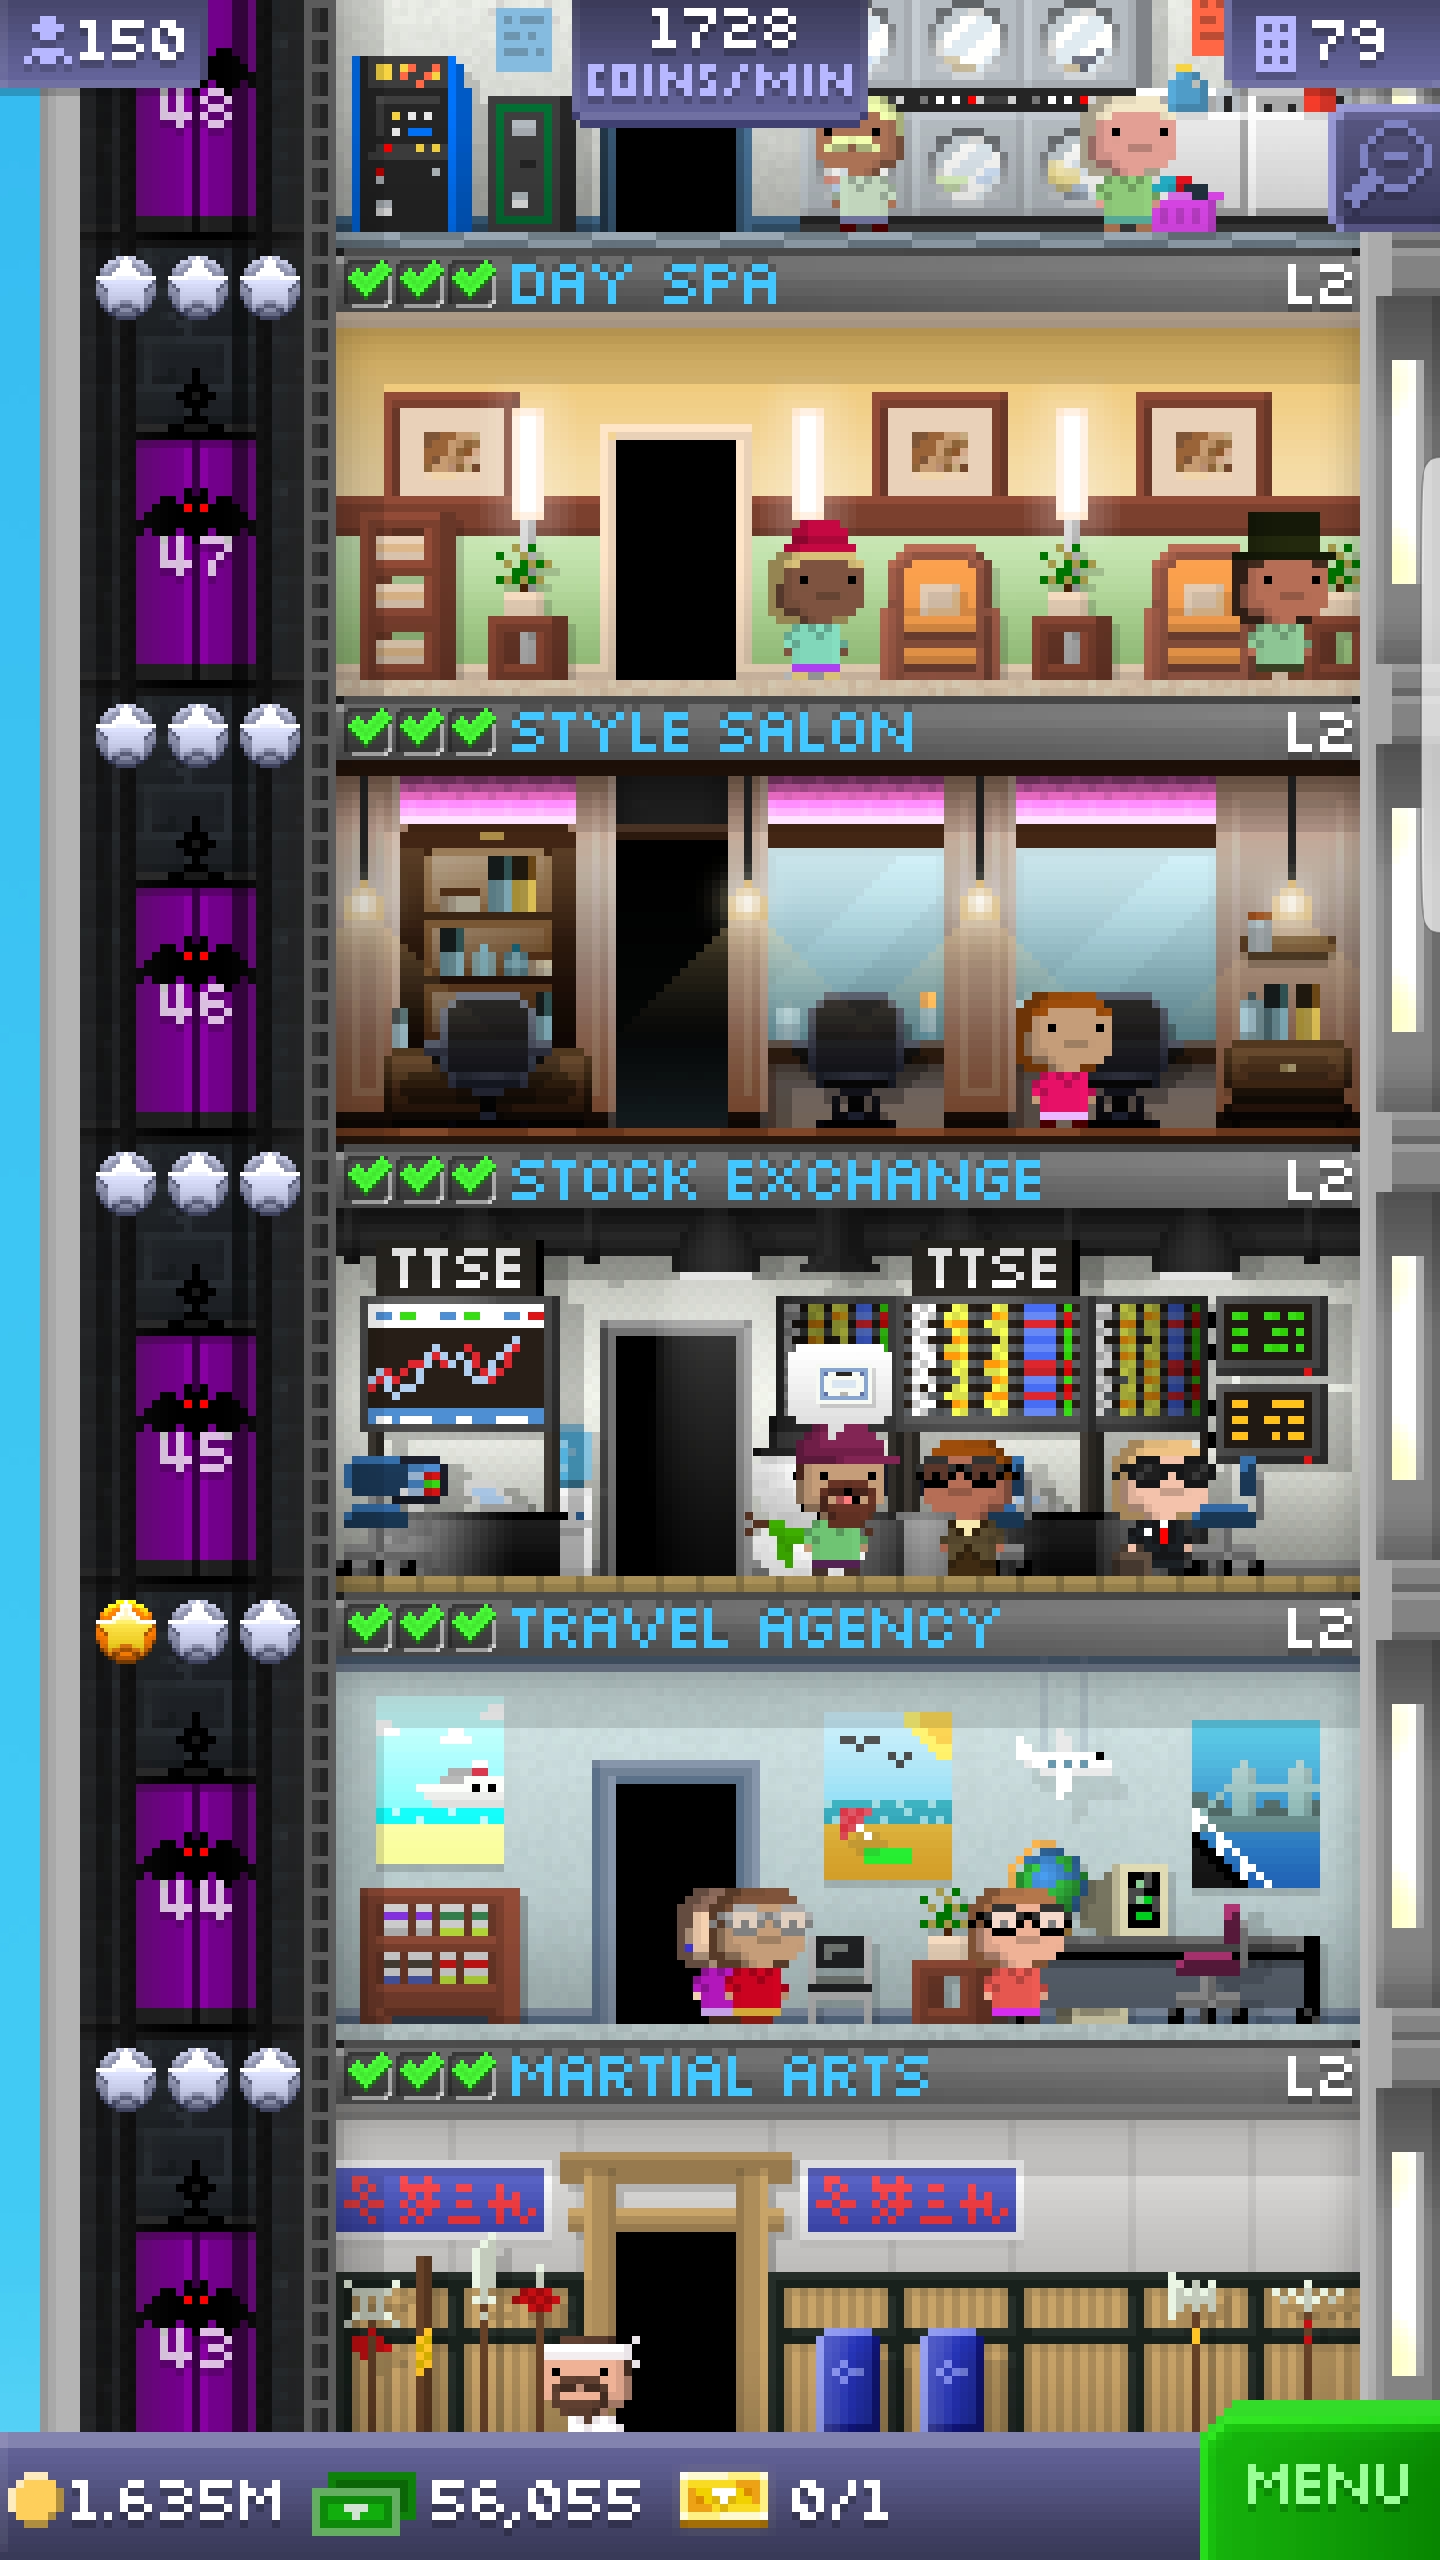 150
1728
COINS/MIN
79
48
DAY SPA L2
47
STYLE SALON L2
46
STOCK EXCHANGE L2
TTSE TTSE
45
TRAVEL AGENCY L2
44
MARTIAL ARTS L2
43
1.635M 56,055 0/1 MENU